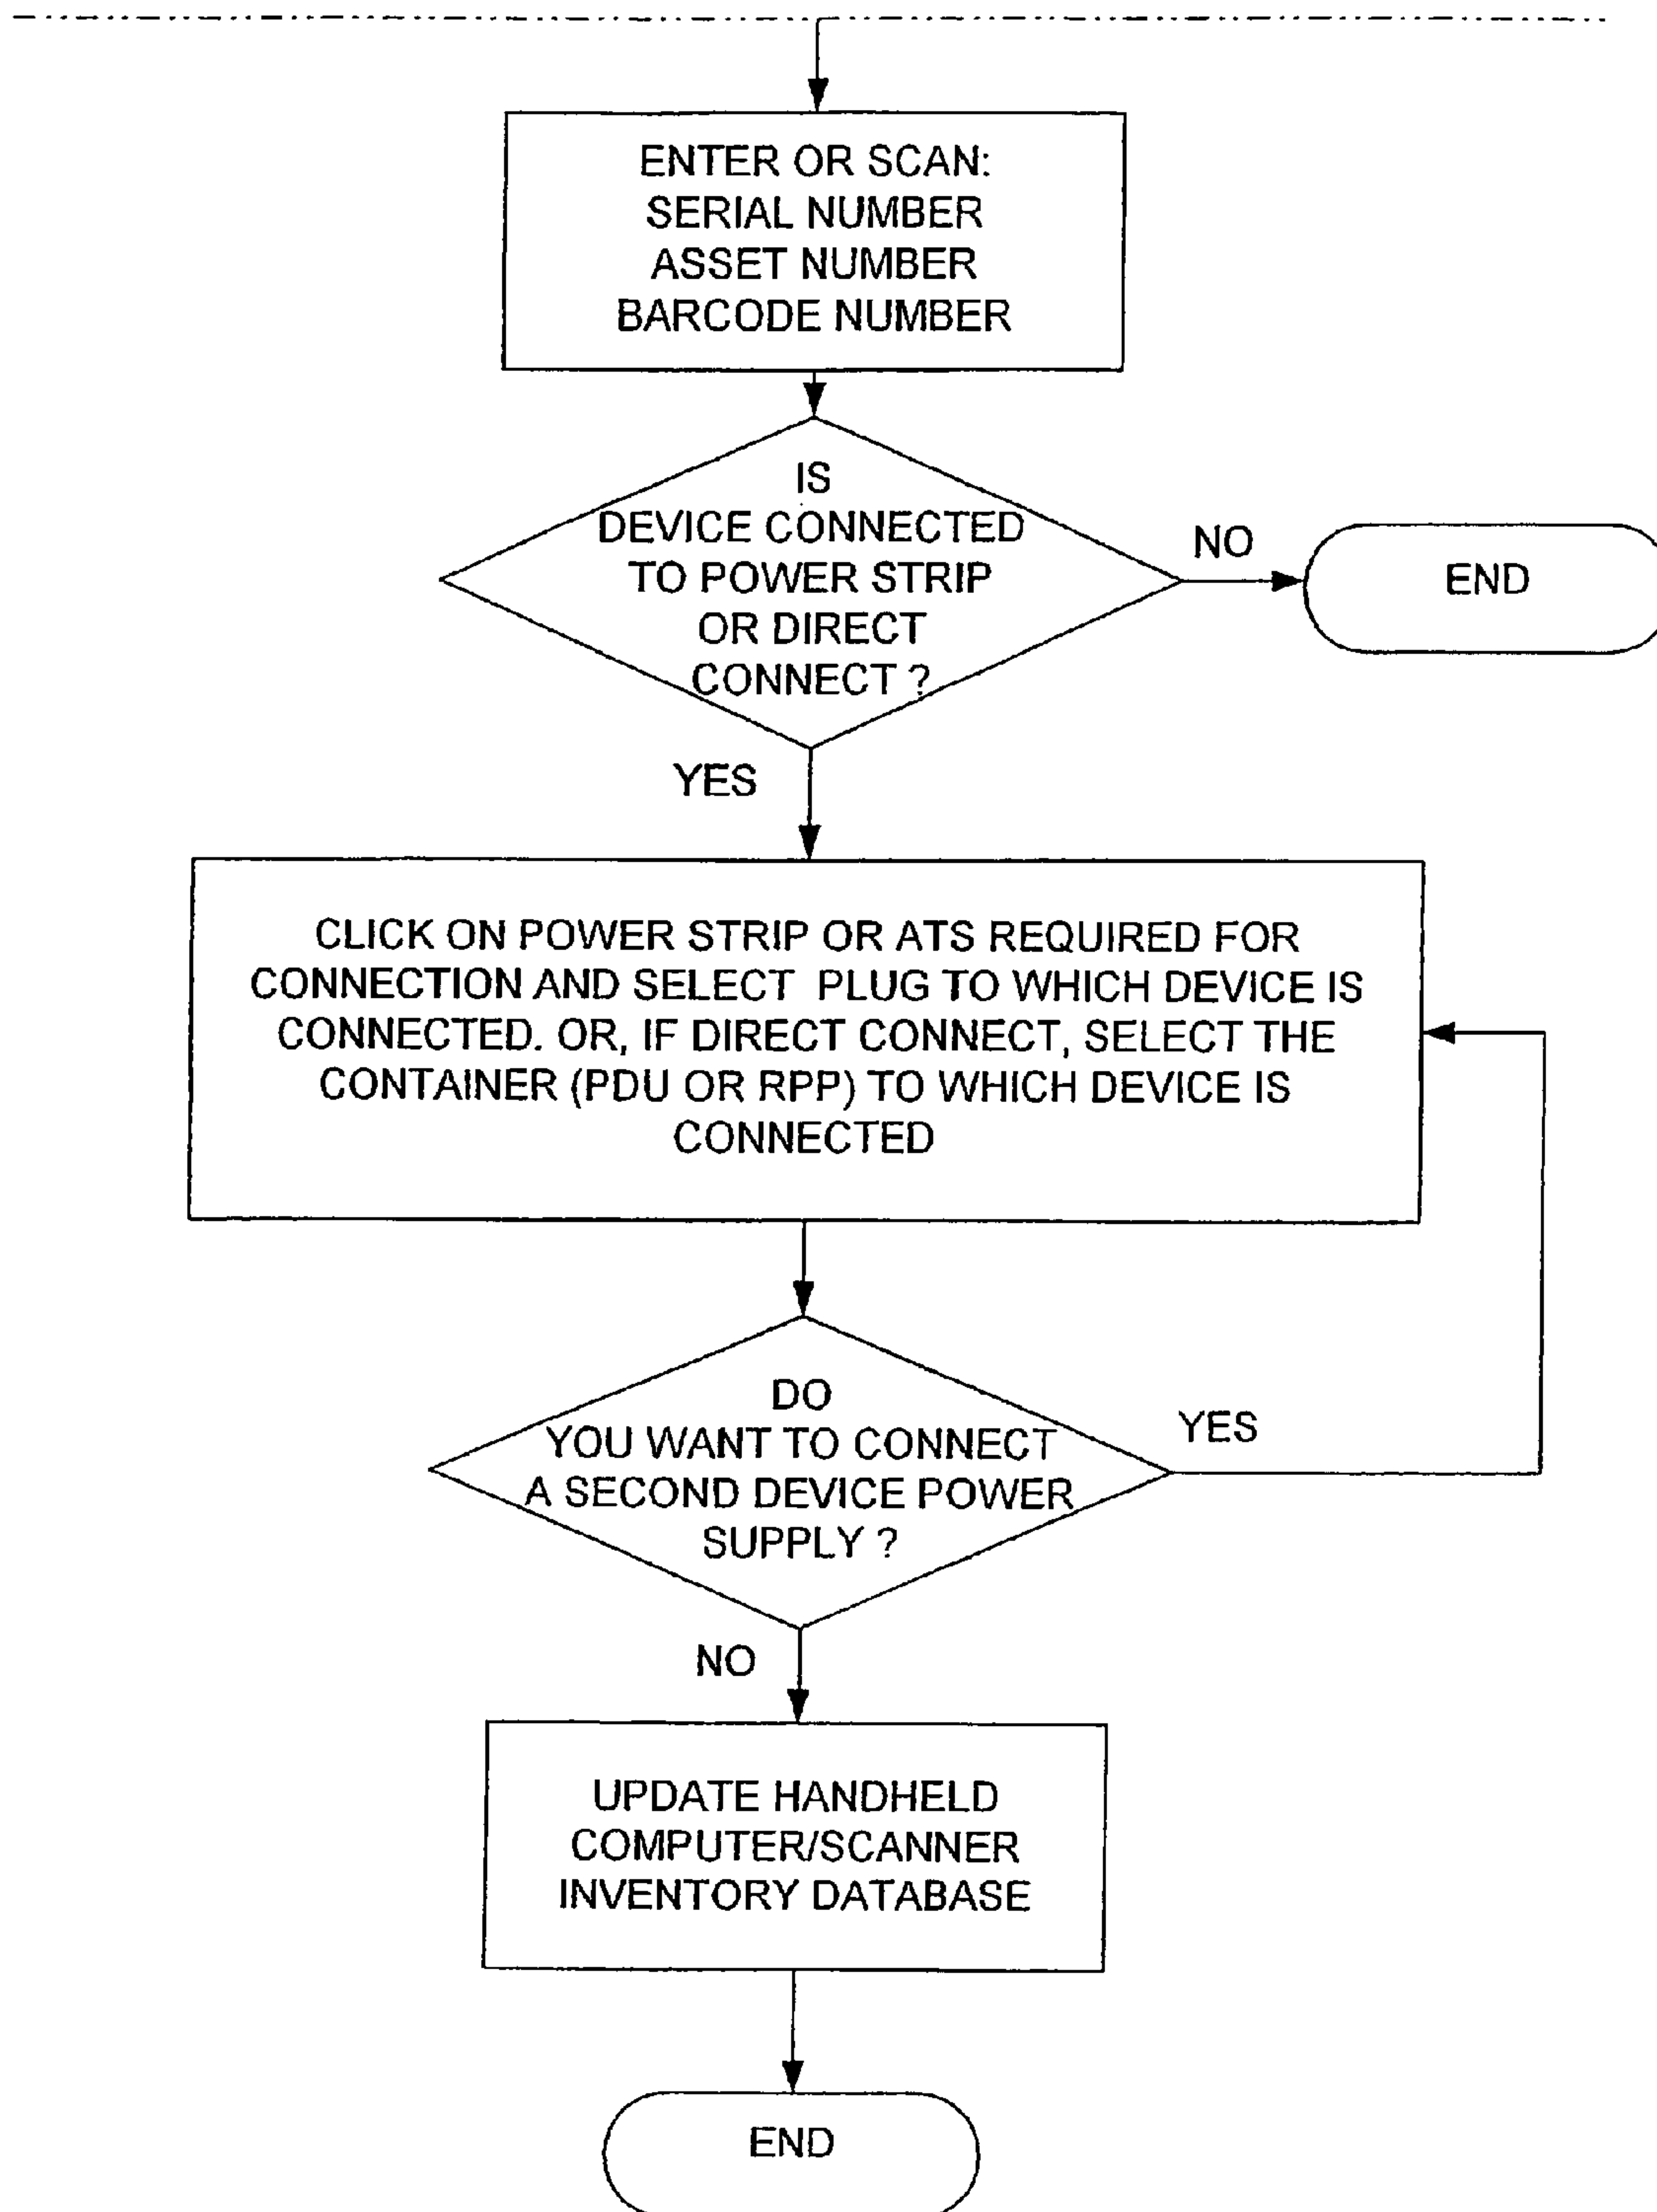 ENTER OR SCAN:
SERIAL NUMBER
ASSET NUMBER
BARCODE NUMBER
IS
DEVICE CONNECTED
TO POWER STRIP
OR DIRECT
CONNECT ?
NO
END
YES
CLICK ON POWER STRIP OR ATS REQUIRED FOR
CONNECTION AND SELECT PLUG TO WHICH DEVICE IS
CONNECTED. OR, IF DIRECT CONNECT, SELECT THE
CONTAINER (PDU OR RPP) TO WHICH DEVICE IS
CONNECTED
DO
YOU WANT TO CONNECT
A SECOND DEVICE POWER
SUPPLY ?
YES
NO
UPDATE HANDHELD
COMPUTER/SCANNER
INVENTORY DATABASE
END